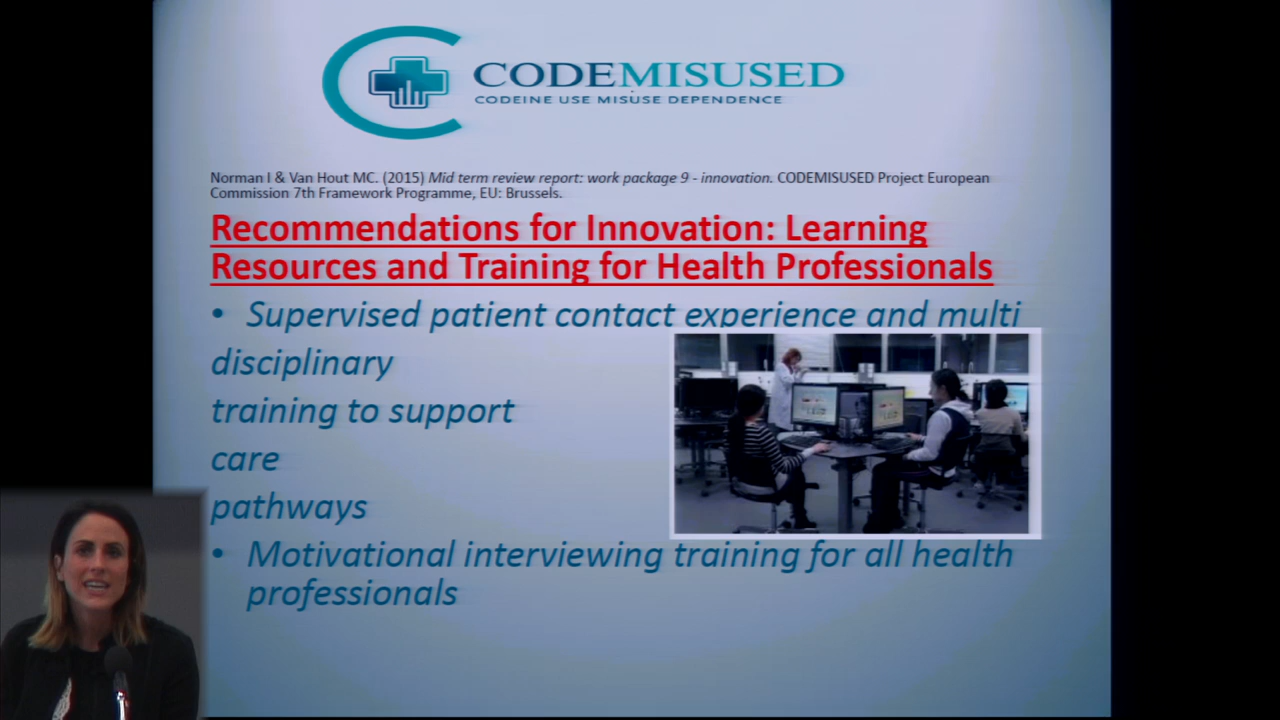 CODEMISUSED
CODEINE USE MISUSE DEPENDENCE
Norman I & Van Hout MC. (2015) Mid term review report: work package 9 - innovation. CODEMISUSED Project European
Commission 7th Framework Programme, EU: Brussels.
Recommendations for Innovation: Learning
Resources and Training for Health Professionals
• Supervised patient contact experience and multi
disciplinary
training to support
care
pathways
• Motivational interviewing training for all health
professionals